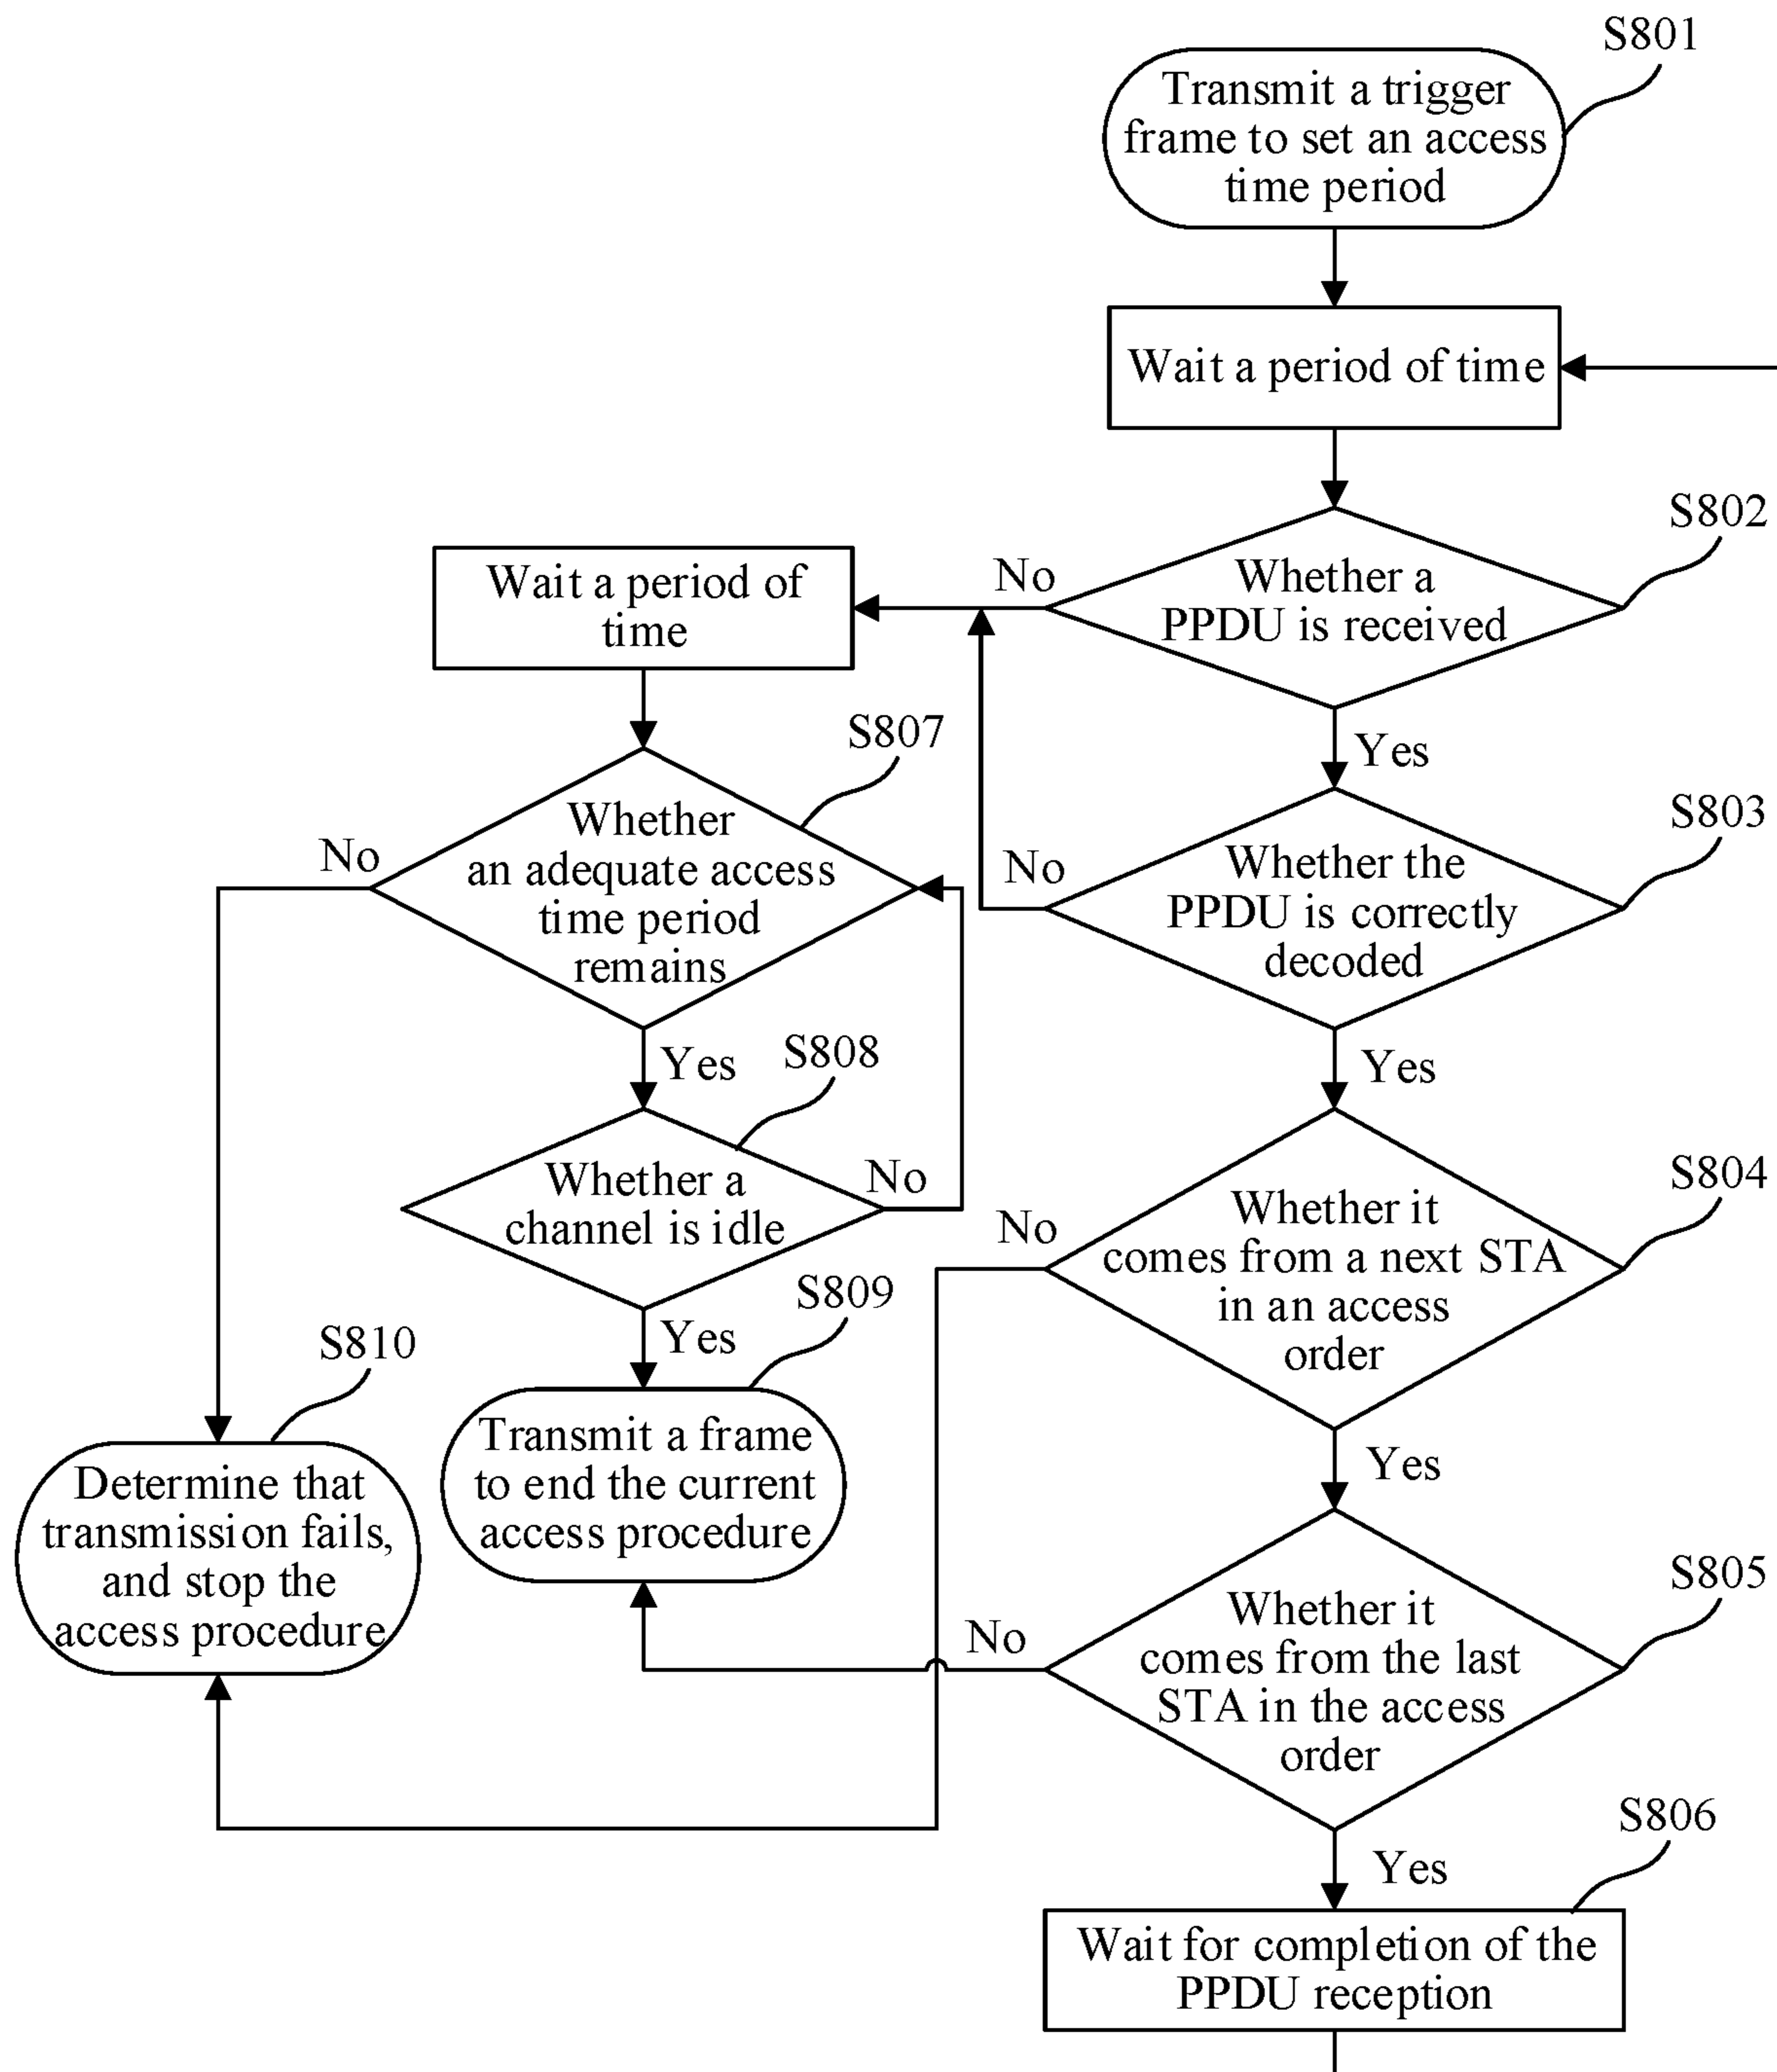 S801
Transmit a trigger
frame to set an access
time period
Wait a period of time
S802
Whether a
PPDU is received
No
Wait a period of
time
Yes
S807
Whether
an adequate access
time period
remains
No
S803
Whether the
PPDU is correctly
decoded
No
Yes
Yes
S808
Whether a
channel is idle
No
S804
Whether it
comes from a next STA
in an access
order
No
Yes
S809
Transmit a frame
to end the current
access procedure
S810
Determine that
transmission fails,
and stop the
access procedure
Yes
S805
Whether it
comes from the last
STA in the access
order
No
Yes
S806
Wait for completion of the
PPDU reception